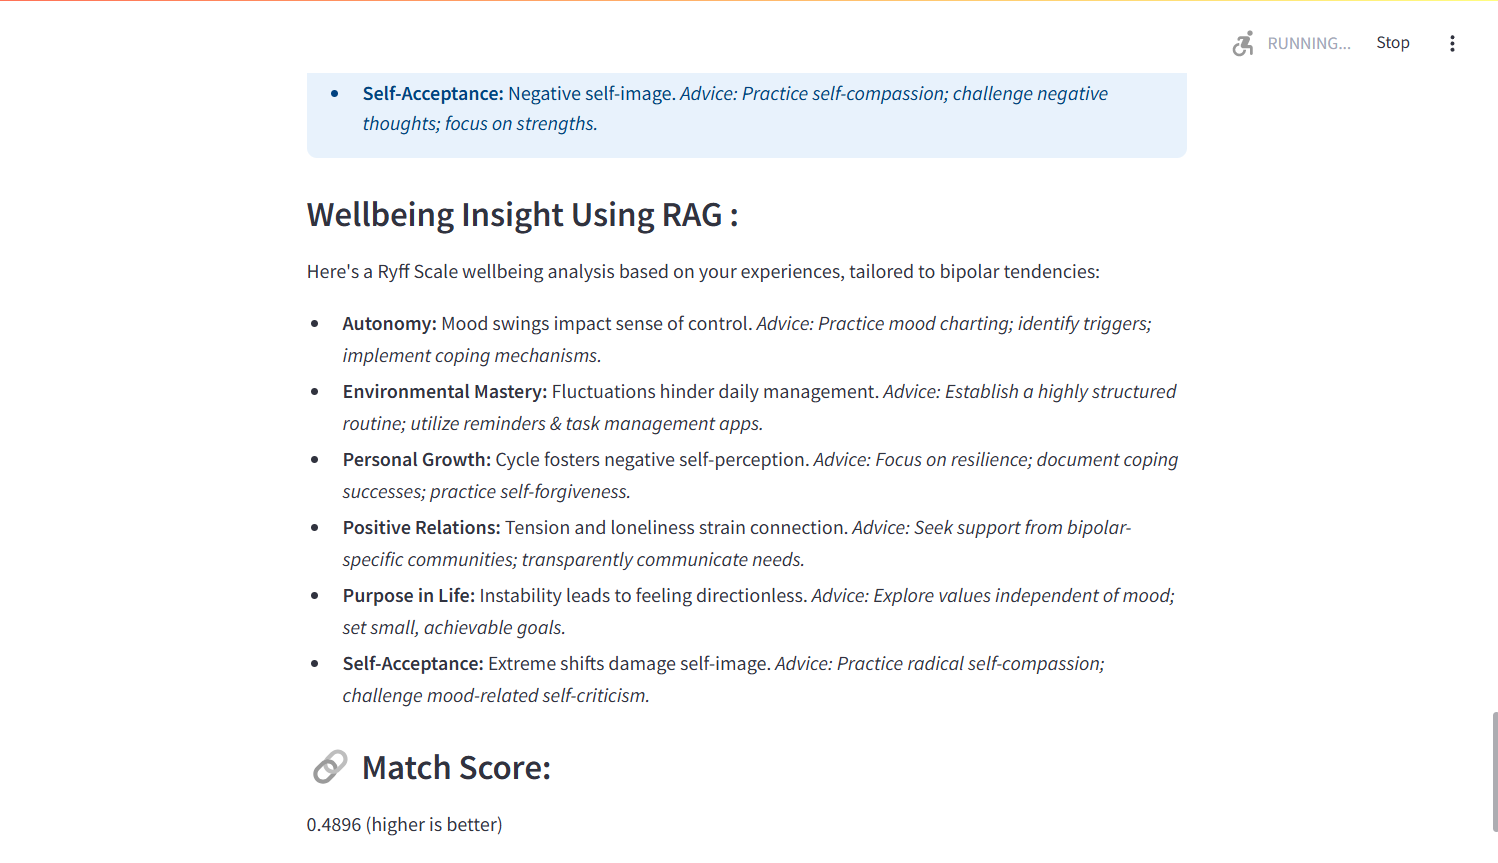 RUNNING...
Stop
Self-Acceptance: Negative self-image. Advice: Practice self-compassion; challenge negative
thoughts; focus on strengths.
Wellbeing Insight Using RAG :
Here's a Ryff Scale wellbeing analysis based on your experiences, tailored to bipolar tendencies:
Autonomy: Mood swings impact sense of control. Advice: Practice mood charting; identify triggers;
implement coping mechanisms.
Environmental Mastery: Fluctuations hinder daily management. Advice: Establish a highly structured
routine; utilize reminders & task management apps.
Personal Growth: Cycle fosters negative self-perception. Advice: Focus on resilience; document coping
successes; practice self-forgiveness.
Positive Relations: Tension and loneliness strain connection. Advice: Seek support from bipolar-
specific communities; transparently communicate needs.
Purpose in Life: Instability leads to feeling directionless. Advice: Explore values independent of mood;
set small, achievable goals.
Self-Acceptance: Extreme shifts damage self-image. Advice: Practice radical self-compassion;
challenge mood-related self-criticism.
Match Score:
0.4896 (higher is better)